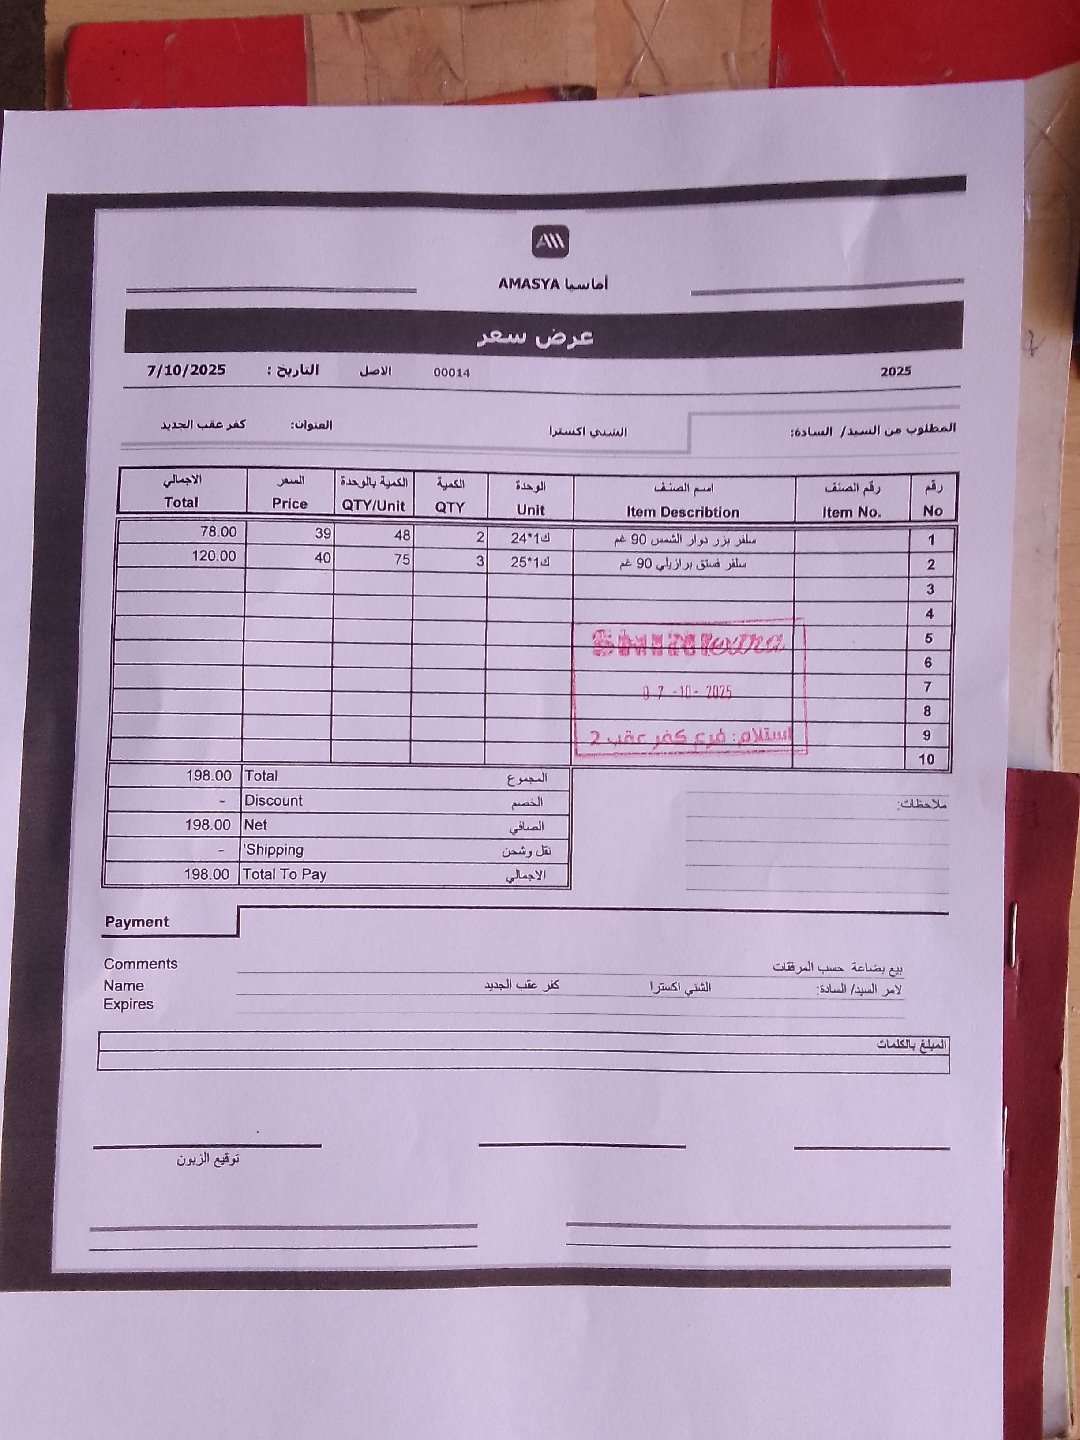 أماسيا AMASYA
عرض سعر
2025 00014 الاصل التاريخ : 7/10/2025
المطلوب من السيد/ السادة: الشني اكسترا العنوان: كفر عقب الجديد
رقم رقم الصنف اسم الصنف الوحدة الكمية الكمية بالوحدة السعر الاجمالي
No Item No. Item Describtion Unit QTY QTY/Unit Price Total
1 سلفر بزر دوار الشمس 90 غم ك1*24 2 48 39 78.00
2 سلفر فستق برازيلي 90 غم ك1*25 3 75 40 120.00
3
4
5
6
7
8
9
10
07 -10- 2025
استلام: فرع كفر عقب 2
المجموع Total 198.00
الخصم Discount -
الصافي Net 198.00
نقل وشحن 'Shipping -
الاجمالي Total To Pay 198.00
ملاحظات:
Payment
Comments بيع بضاعة حسب المرفقات
Name لامر السيد/ السادة: الشني اكسترا كفر عقب الجديد
Expires
المبلغ بالكلمات
توقيع الزبون